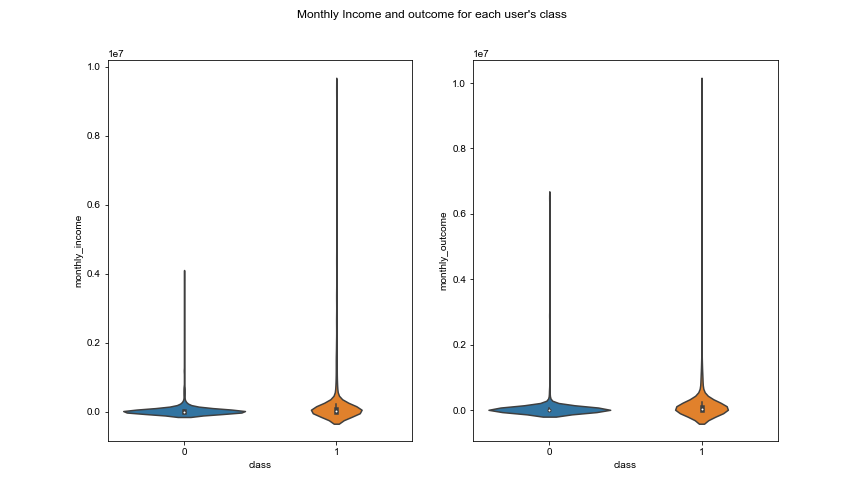 Monthly Income and outcome for each user's class
1e7
1.0
0.8
0.6
0.4
0.2
0.0
monthly_income
0
1
class
1e7
1.0
0.8
0.6
0.4
0.2
0.0
monthly_outcome
0
1
class